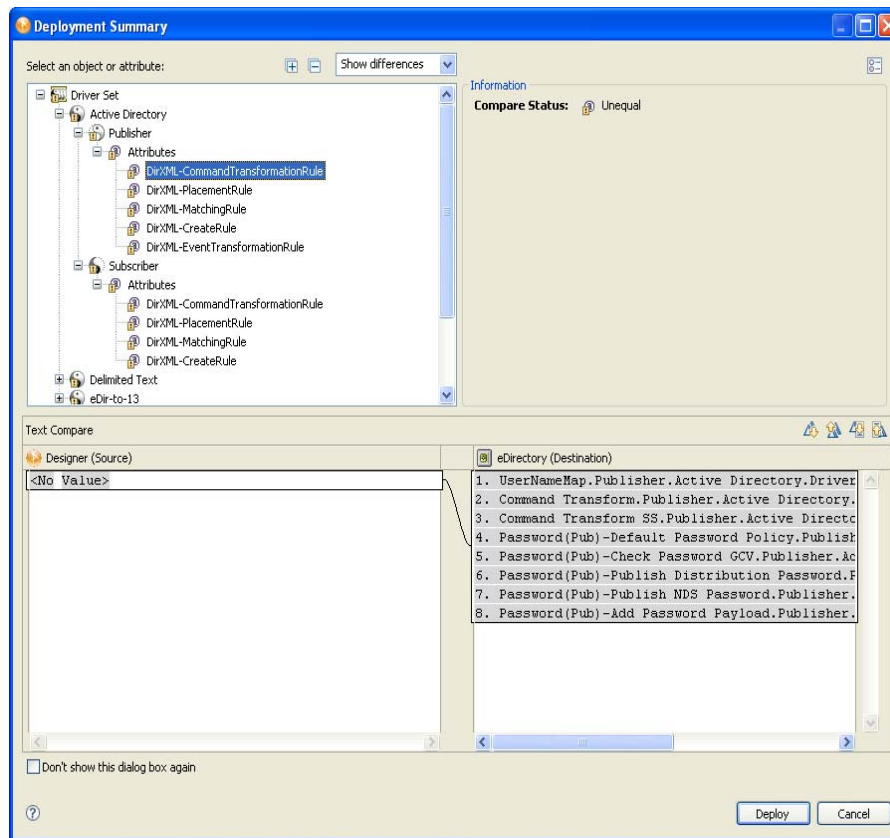 Deployment Summary
Select an object or attribute:
Show differences
Driver Set
Active Directory
Publisher
Attributes
DirXML-CommandTransformationRule
DirXML-PlacementRule
DirXML-MatchingRule
DirXML-CreateRule
DirXML-EventTransformationRule
Subscriber
Attributes
DirXML-CommandTransformationRule
DirXML-PlacementRule
DirXML-MatchingRule
DirXML-CreateRule
Delimited Text
eDir-to-13
Information
Compare Status: Unequal
Text Compare
Designer (Source)
<No Value>
eDirectory (Destination)
1. UserNameMap.Publisher.Active Directory.Driver
2. Command Transform.Publisher.Active Directory.
3. Command Transform SS.Publisher.Active Directo
4. Password(Pub)-Default Password Policy.Publish
5. Password(Pub)-Check Password GCV.Publisher.Ac
6. Password(Pub)-Publish Distribution Password.P
7. Password(Pub)-Publish NDS Password.Publisher.
8. Password(Pub)-Add Password Payload.Publisher.
Don't show this dialog box again
Deploy
Cancel